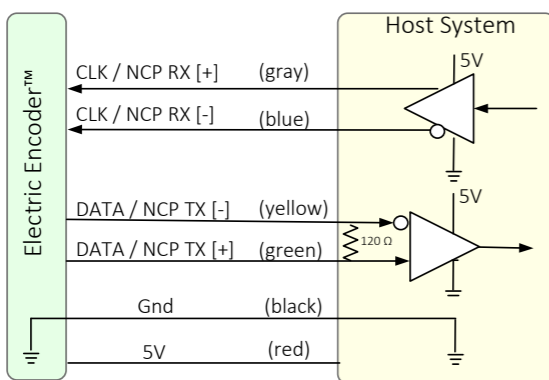 Host System
5V
CLK / NCP RX [+] (gray)
CLK / NCP RX [-] (blue)
Electric Encoder™
5V
DATA / NCP TX [-] (yellow)
120 Ω
DATA / NCP TX [+] (green)
Gnd (black)
5V (red)